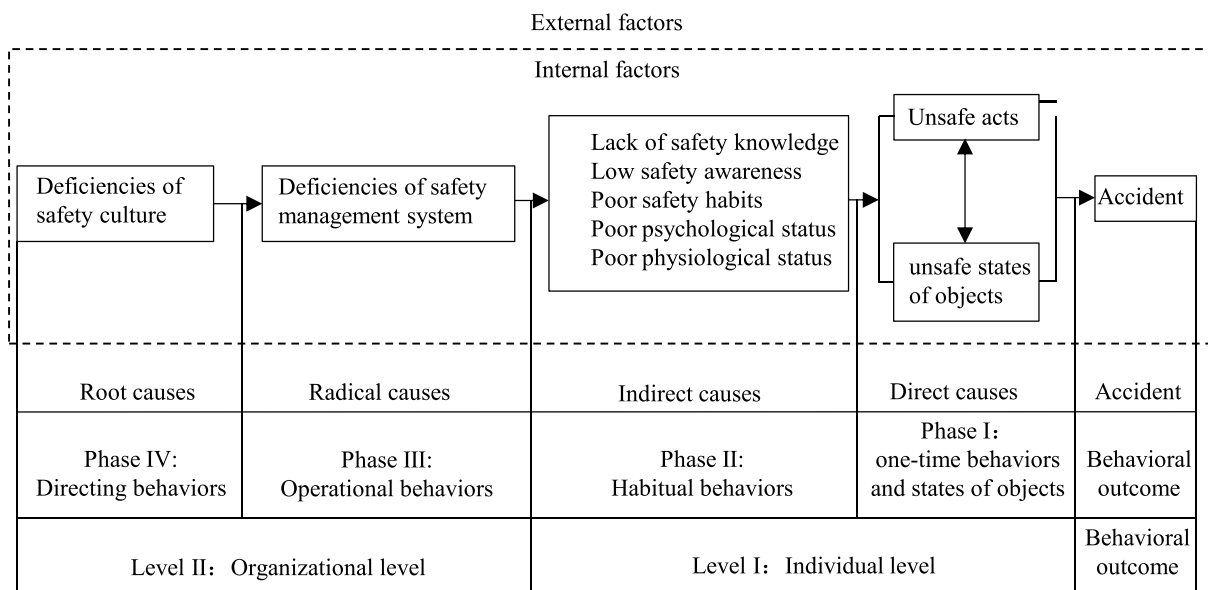 External factors
Internal factors
Deficiencies of
safety culture
Deficiencies of safety
management system
Lack of safety knowledge
Low safety awareness
Poor safety habits
Poor psychological status
Poor physiological status
Unsafe acts
unsafe states
of objects
Accident
Root causes
Radical causes
Indirect causes
Direct causes
Accident
Phase IV:
Directing behaviors
Phase III:
Operational behaviors
Phase II:
Habitual behaviors
Phase I：
one-time behaviors
and states of objects
Behavioral
outcome
Level II：Organizational level
Level I：Individual level
Behavioral
outcome